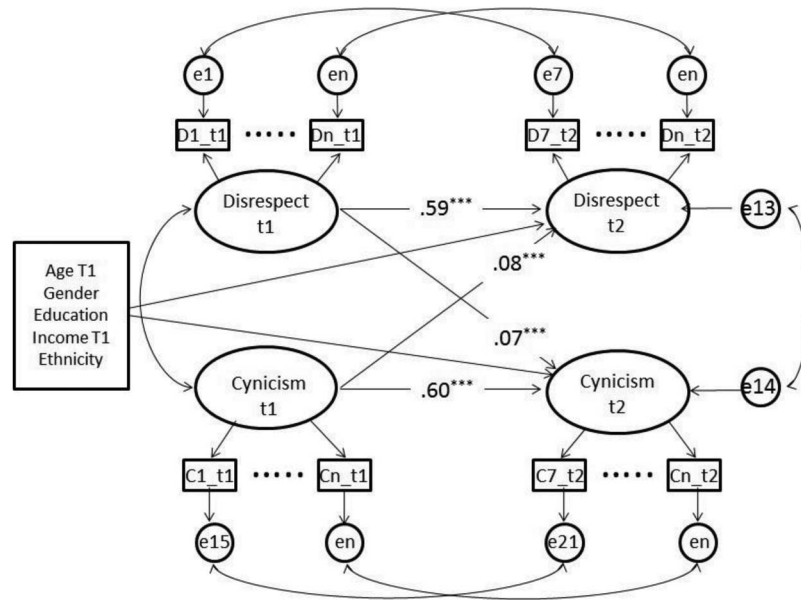 e1
en
e7
en
D1_t1
.....
Dn_t1
D7_t2
.....
Dn_t2
Disrespect
t1
.59***
Disrespect
t2
e13
Age T1
Gender
Education
Income T1
Ethnicity
.08***
.07***
Cynicism
t1
.60***
Cynicism
t2
e14
C1_t1
.....
Cn_t1
C7_t2
.....
Cn_t2
e15
en
e21
en